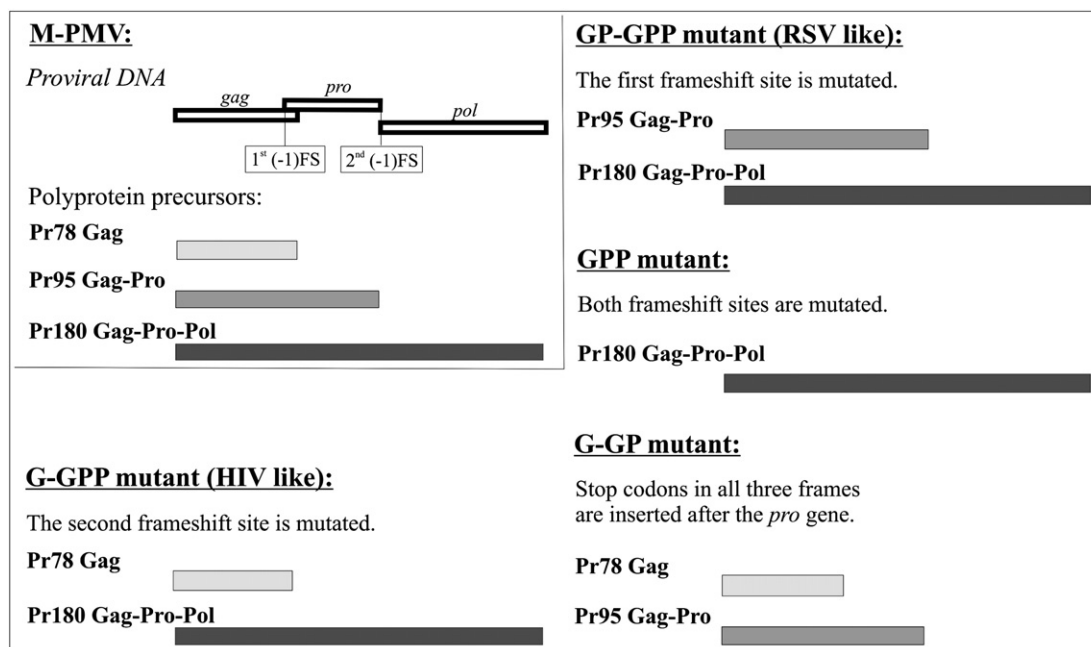 M-PMV:
Proviral DNA
gag
pro
pol
1st (-1)FS
2nd (-1)FS
Polyprotein precursors:
Pr78 Gag
Pr95 Gag-Pro
Pr180 Gag-Pro-Pol
G-GPP mutant (HIV like):
The second frameshift site is mutated.
Pr78 Gag
Pr180 Gag-Pro-Pol
GP-GPP mutant (RSV like):
The first frameshift site is mutated.
Pr95 Gag-Pro
Pr180 Gag-Pro-Pol
GPP mutant:
Both frameshift sites are mutated.
Pr180 Gag-Pro-Pol
G-GP mutant:
Stop codons in all three frames
are inserted after the pro gene.
Pr78 Gag
Pr95 Gag-Pro